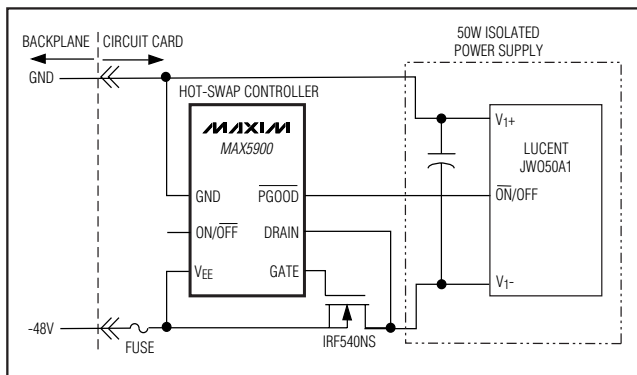 BACKPLANE
CIRCUIT CARD
GND
HOT-SWAP CONTROLLER
MAXIM
MAX5900
GND
PGOOD
ON/OFF
DRAIN
VEE
GATE
-48V
FUSE
IRF540NS
50W ISOLATED
POWER SUPPLY
V1+
LUCENT
JWO50A1
ON/OFF
V1-